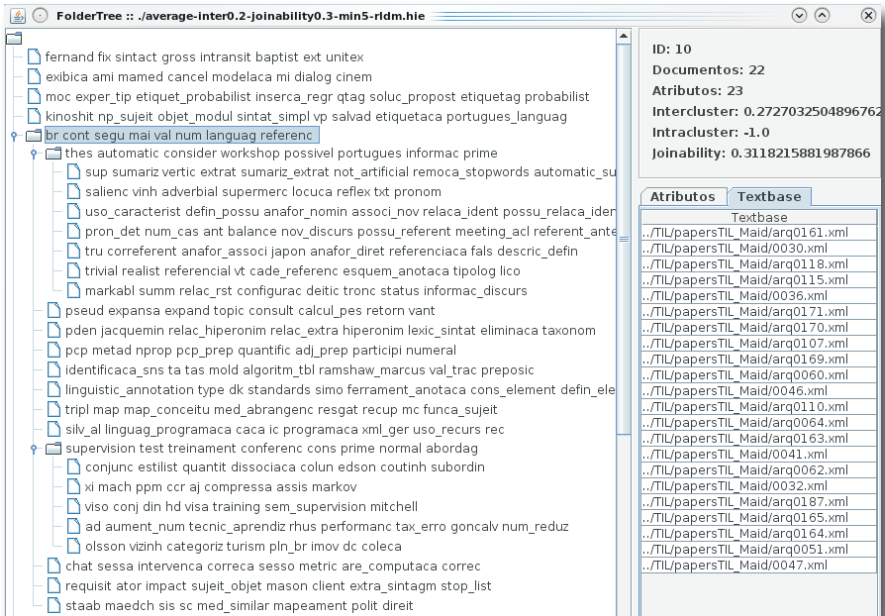 FolderTree :: ./average-inter0.2-joinability0.3-min5-rldm.hie
fernand fix sintact gross intransit baptist ext unitex
exibica ami mamed cancel modelaca mi dialog cinem
moc exper_tip etiquet_probabilist inserca_regr qtag soluc_propost etiquetag probabilist
kinoshit np_sujeit objet_modul sintat_simpl vp salvad etiquetaca portugues_languag
br cont segu mai val num languag referenc
thes automatic consider workshop possivel portugues informac prime
sup sumariz vertic extrat sumariz_extrat not_artificial remoca_stopwords automatic_su
salienc vinh adverbial supermerc locuca reflex txt pronom
uso_caracterist defin_possu anafor_nomin associ_nov relaca_ident possu_relaca_iden
pron_det num_cas ant balance nov_discurs possu_referent meeting_acl referent_ante
tru correferent anafor_associ japon anafor_diret referenciaca fals descric_defin
trivial realist referencial vt cade_referenc esquem_anotaca tipolog lico
markabl summ relac_rst configurac deitic tronc status informac_discurs
pseud expansa expand topic consult calcul_pes retorn vant
pden jacquemin relac_hiperonim relac_extra hiperonim lexic_sintat eliminaca taxonom
pcp metad nprop pcp_prep quantific adj_prep participi numeral
identificaca_sns ta tas mold algoritm_tbl ramshaw_marcus val_trac preposic
linguistic_annotation type dk standards simo ferrament_anotaca cons_element defin_ele
tripl map map_conceitu med_abrangenc resgat recup mc funca_sujeit
silv_al linguag_programaca caca ic programaca xml_ger uso_recurs rec
supervision test treinament conferenc cons prime normal abordag
conjunc estilist quantit dissociaca colun edson coutinh subordin
xi mach ppm ccr aj compressa assis markov
viso conj din hd visa training sem_supervision mitchell
ad aument_num tecnic_aprendiz rhus performanc tax_erro goncalv num_reduz
olsson vizinh categoriz turism pln_br imov dc coleca
chat sessa intervenca correca sesso metric are_computaca correc
requisit ator impact sujeit_objet mason client extra_sintagm stop_list
staab maedch sis sc med_similar mapeament polit direit
ID: 10
Documentos: 22
Atributos: 23
Intercluster: 0.2727032504896762
Intracluster: -1.0
Joinability: 0.3118215881987866
Atributos Textbase
Textbase
../TIL/papersTIL_Maid/arq0161.xml
../TIL/papersTIL_Maid/0030.xml
../TIL/papersTIL_Maid/arq0118.xml
../TIL/papersTIL_Maid/arq0115.xml
../TIL/papersTIL_Maid/0036.xml
../TIL/papersTIL_Maid/arq0171.xml
../TIL/papersTIL_Maid/arq0170.xml
../TIL/papersTIL_Maid/arq0107.xml
../TIL/papersTIL_Maid/arq0169.xml
../TIL/papersTIL_Maid/arq0060.xml
../TIL/papersTIL_Maid/0046.xml
../TIL/papersTIL_Maid/arq0110.xml
../TIL/papersTIL_Maid/arq0064.xml
../TIL/papersTIL_Maid/arq0163.xml
../TIL/papersTIL_Maid/0041.xml
../TIL/papersTIL_Maid/arq0062.xml
../TIL/papersTIL_Maid/0032.xml
../TIL/papersTIL_Maid/arq0187.xml
../TIL/papersTIL_Maid/arq0165.xml
../TIL/papersTIL_Maid/arq0164.xml
../TIL/papersTIL_Maid/arq0051.xml
../TIL/papersTIL_Maid/0047.xml